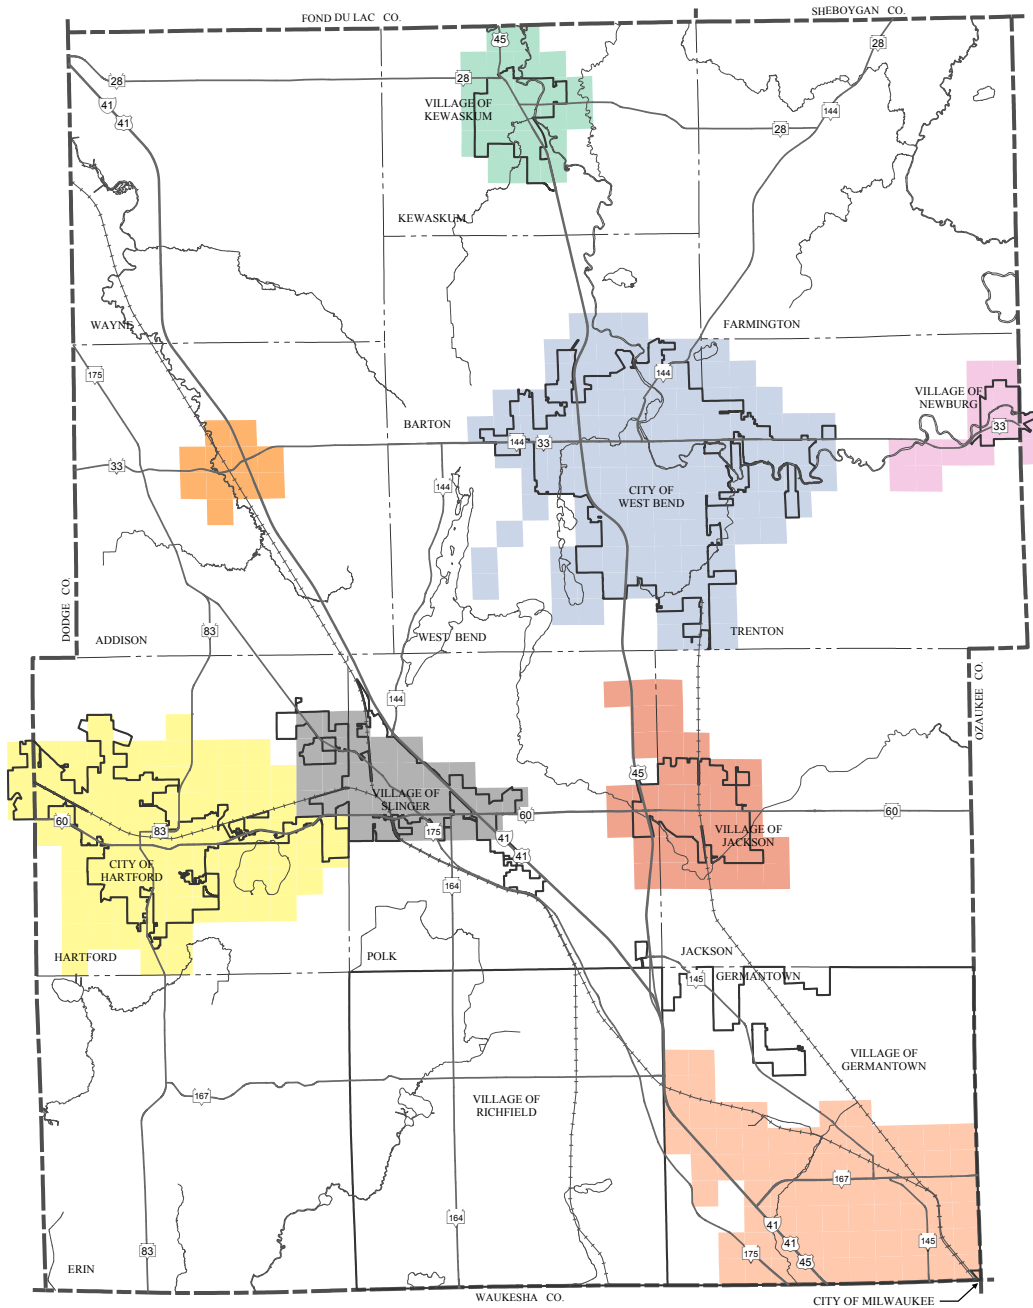 FOND DU LAC CO.
SHEBOYGAN CO.
45
28
28
28
41
41
VILLAGE OF
KEWASKUM
144
28
KEWASKUM
WAYNE
FARMINGTON
175
144
VILLAGE OF
NEWBURG
BARTON
33
144
33
33
144
CITY OF
WEST BEND
DODGE CO.
83
ADDISON
WEST BEND
TRENTON
OZAUKEE CO.
144
45
VILLAGE OF
SLINGER
60
60
60
83
175
41
41
VILLAGE OF
JACKSON
CITY OF
HARTFORD
164
HARTFORD
POLK
JACKSON
GERMANTOWN
145
VILLAGE OF
GERMANTOWN
167
VILLAGE OF
RICHFIELD
167
164
41
41
45
175
145
83
ERIN
WAUKESHA CO.
CITY OF MILWAUKEE